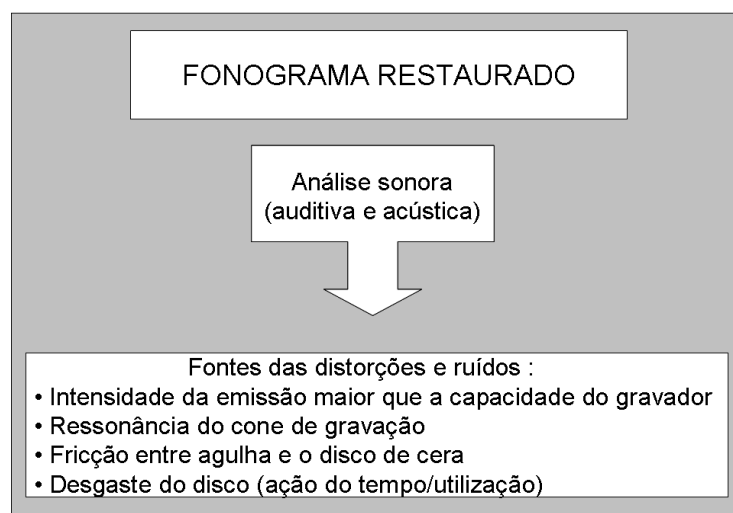 FONOGRAMA RESTAURADO
Análise sonora
(auditiva e acústica)
Fontes das distorções e ruídos :
• Intensidade da emissão maior que a capacidade do gravador
• Ressonância do cone de gravação
• Fricção entre agulha e o disco de cera
• Desgaste do disco (ação do tempo/utilização)